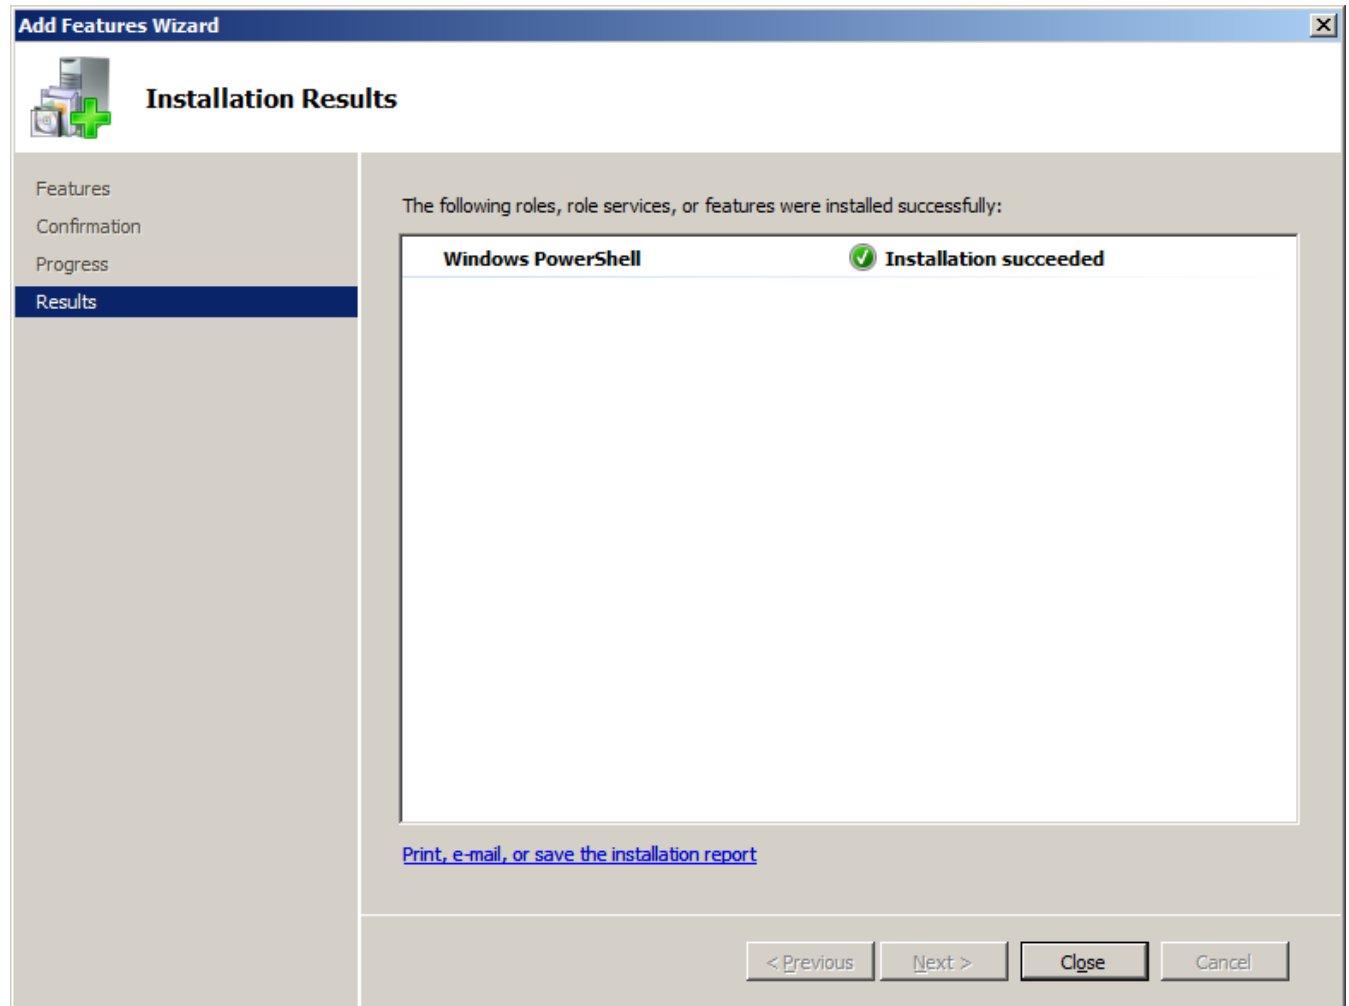 Add Features Wizard
Installation Results
Features
Confirmation
Progress
Results
The following roles, role services, or features were installed successfully:
Windows PowerShell Installation succeeded
Print, e-mail, or save the installation report
< Previous Next > Close Cancel